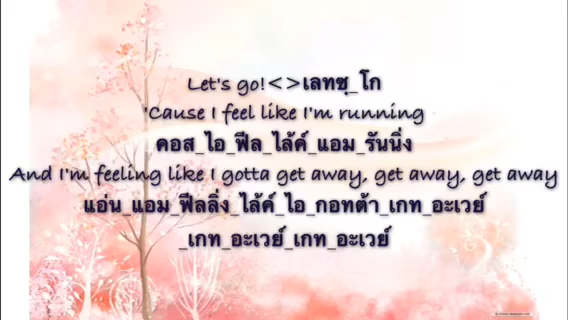 Let's go!<>เลทซฺ_โก
'Cause I feel like I'm running
คอส_ไอ_ฟีล_ไล้ค์_แอม_รันนิ่ง
And I'm feeling like I gotta get away, get away, get away
แอ่น_แอม_ฟีลลิ่ง_ไล้ค์_ไอ_กอทต้า_เกท_อะเวย์
_เกท_อะเวย์_เกท_อะเวย์